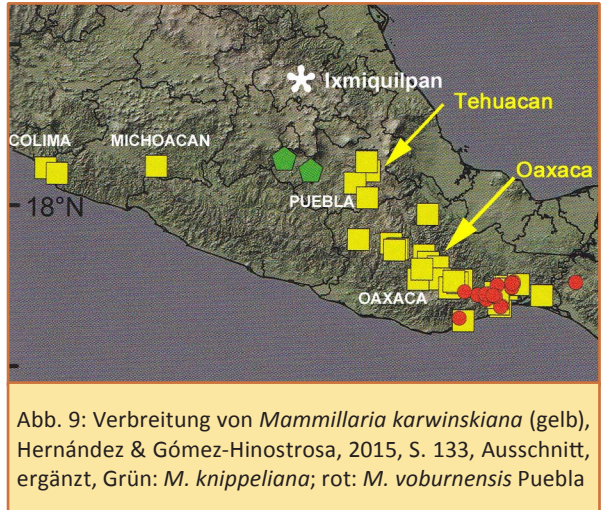 Ixmiquilpan
Tehuacan
COLIMA
MICHOACAN
Oaxaca
18°N
PUEBLA
OAXACA
Abb. 9: Verbreitung von Mammillaria karwinskiana (gelb),
Hernández & Gómez-Hinostrosa, 2015, S. 133, Ausschnitt,
ergänzt, Grün: M. knippeliana; rot: M. voburnensis Puebla